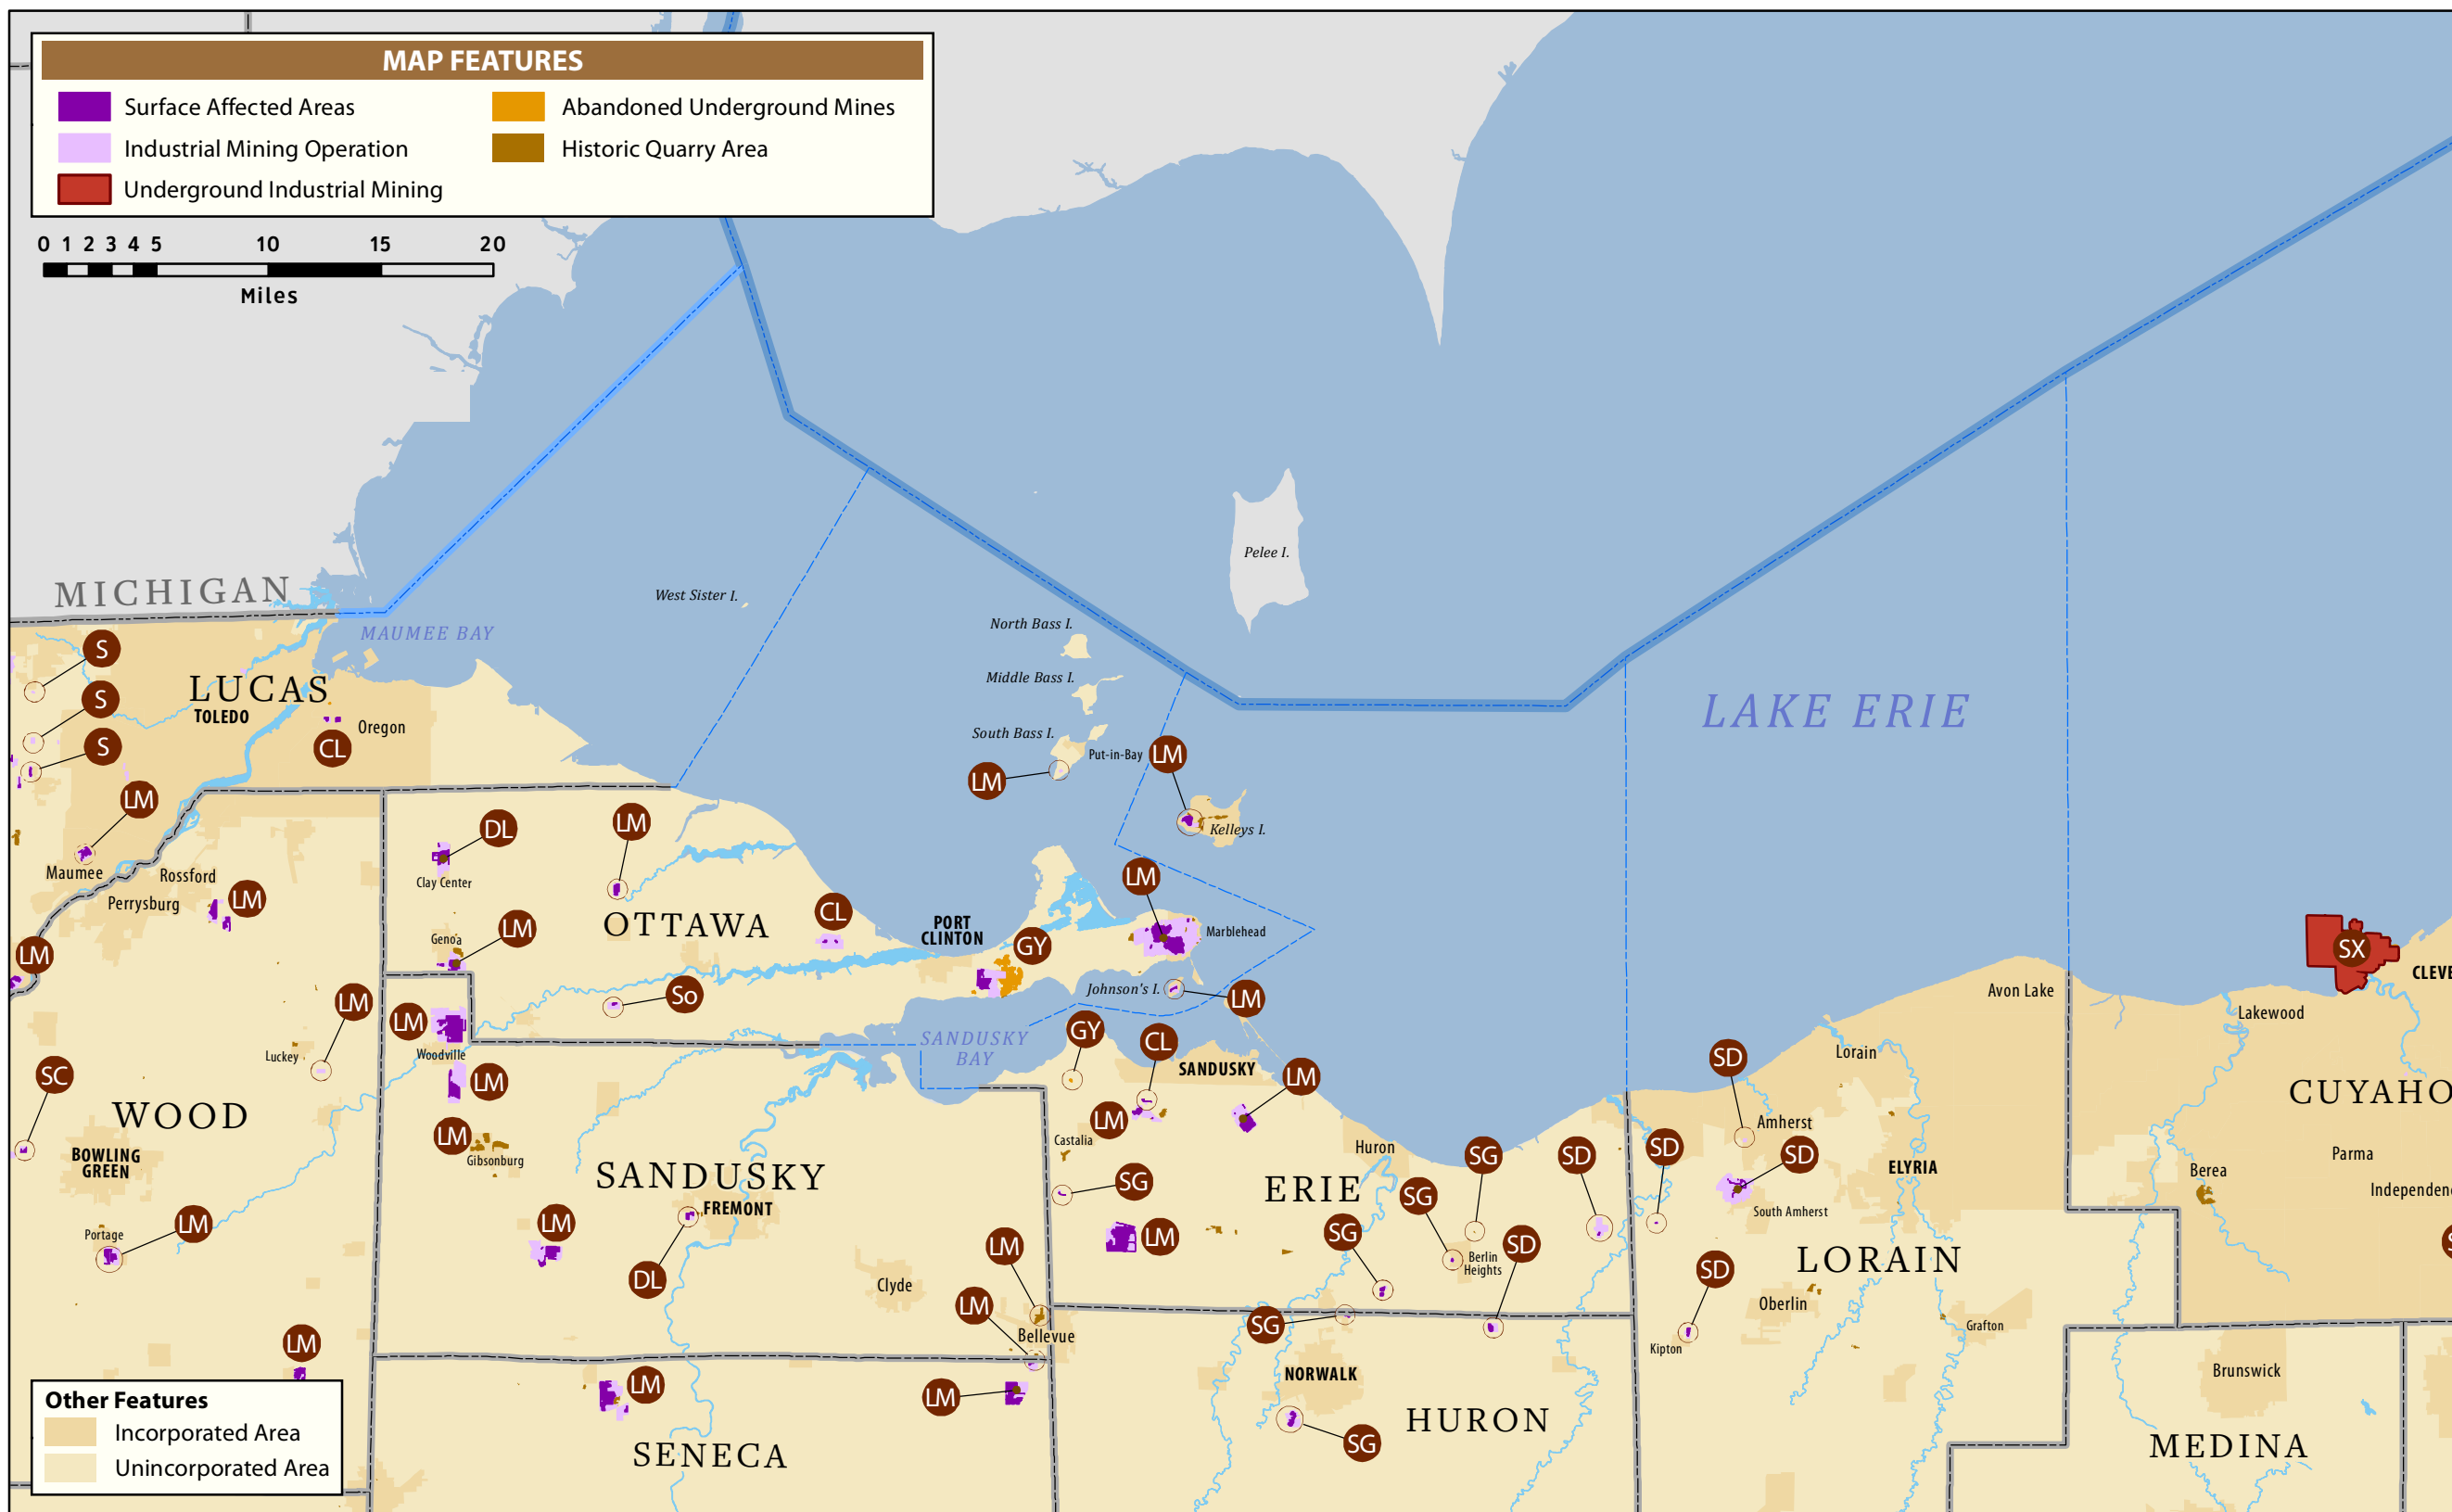 MAP FEATURES
Surface Affected Areas
Abandoned Underground Mines
Industrial Mining Operation
Historic Quarry Area
Underground Industrial Mining
0 1 2 3 4 5 10 15 20
Miles
Pelee I.
MICHIGAN
West Sister I.
North Bass I.
MAUMEE BAY
S
Middle Bass I.
LUCAS
S
TOLEDO
LAKE ERIE
Oregon
South Bass I.
S
CL
Put-in-Bay
LM
LM
LM
LM
DL
Kelleys I.
Maumee
Rossford
Clay Center
LM
LM
Perrysburg
CL
OTTAWA
PORT
CLINTON
LM
Genoa
Marblehead
GY
SX
LM
CLEVE
Johnson's I.
Avon Lake
So
LM
LM
Lakewood
LM
GY
SANDUSKY
BAY
CL
Luckey
Woodville
Lorain
SD
SANDUSKY
SC
LM
LM
CUYAHO
WOOD
LM
Amherst
LM
Castalia
Huron
SD
SG
SD
SD
Parma
BOWLING
GREEN
Gibsonburg
ELYRIA
Berea
SANDUSKY
SG
ERIE
SG
Independenc
FREMONT
South Amherst
LM
LM
Portage
LM
SG
SD
LM
LORAIN
Berlin
Heights
SD
DL
Clyde
Oberlin
LM
SG
Grafton
Bellevue
LM
Kipton
NORWALK
Brunswick
LM
LM
HURON
SG
MEDINA
SENECA
Other Features
Incorporated Area
Unincorporated Area